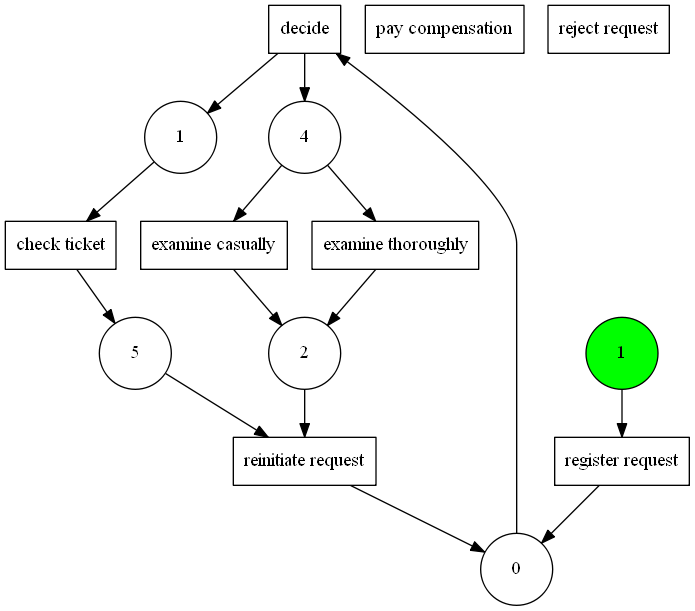 decide
pay compensation
reject request
1
4
check ticket
examine casually
examine thoroughly
5
2
1
reinitiate request
register request
0